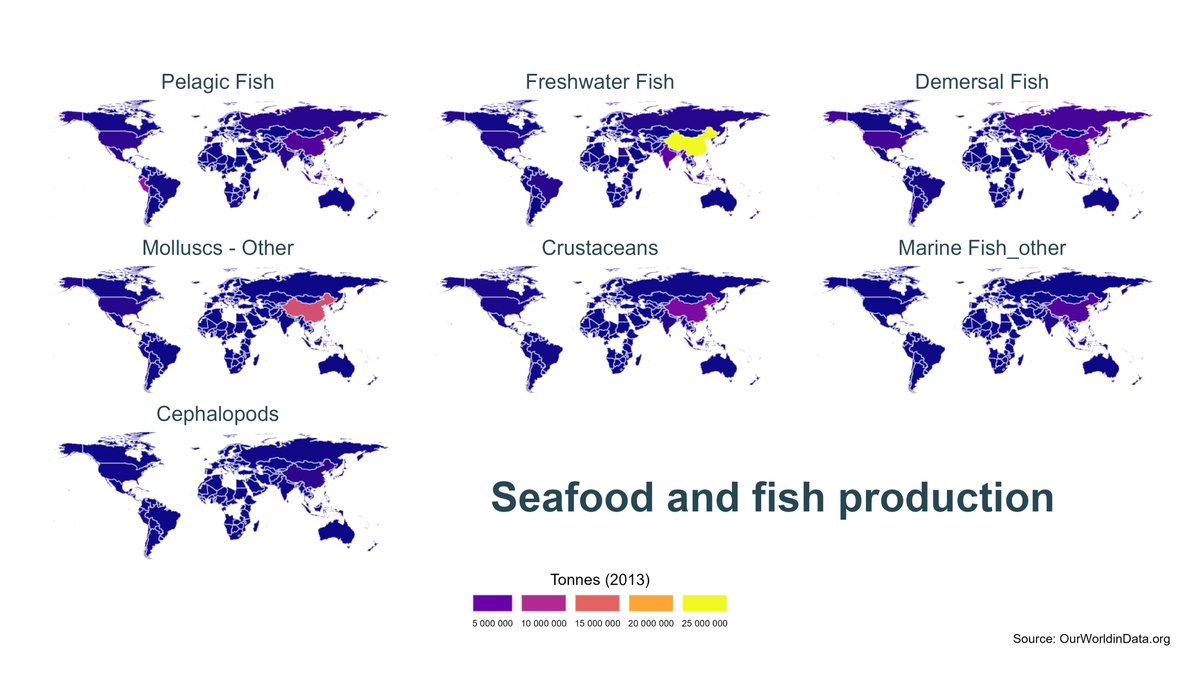 Pelagic Fish
Freshwater Fish
Demersal Fish
Molluscs - Other
Crustaceans
Marine Fish_other
Cephalopods
Seafood and fish production
Tonnes (2013)
5 000 000 10 000 000 15 000 000 20 000 000 25 000 000
Source: OurWorldinData.org